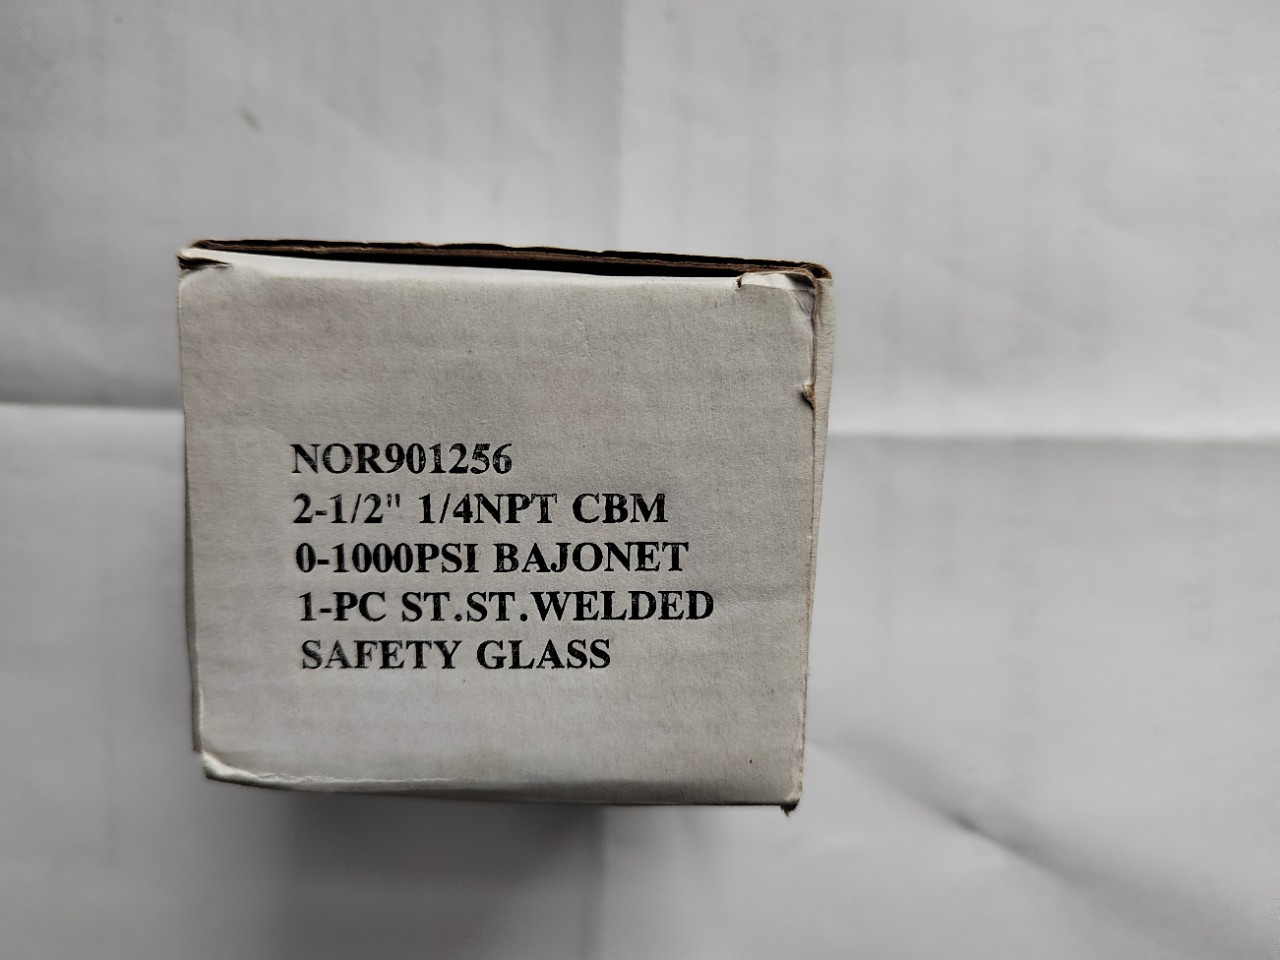 NOR901256
2-1/2" 1/4NPT CBM
0-1000PSI BAJONET
1-PC ST.ST.WELDED
SAFETY GLASS